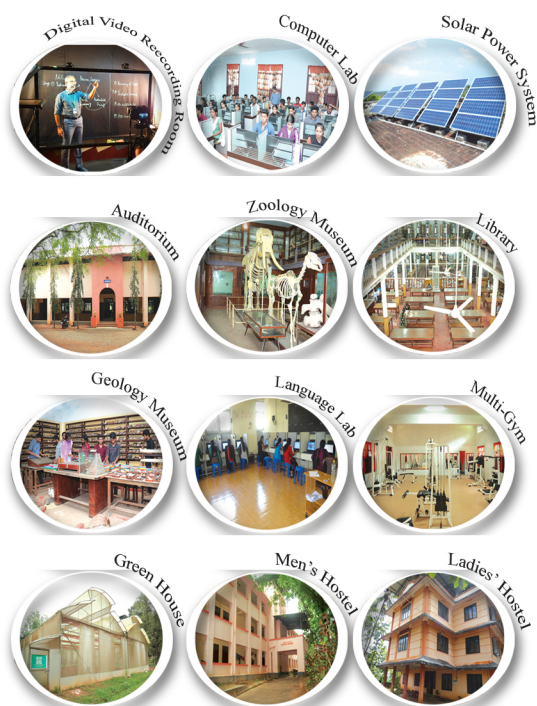 Digital Video Reccording Room
Computer Lab
Solar Power System
Auditorium
Zoology Museum
Library
Geology Museum
Language Lab
Multi-Gym
Green House
Men's Hostel
Ladies' Hostel